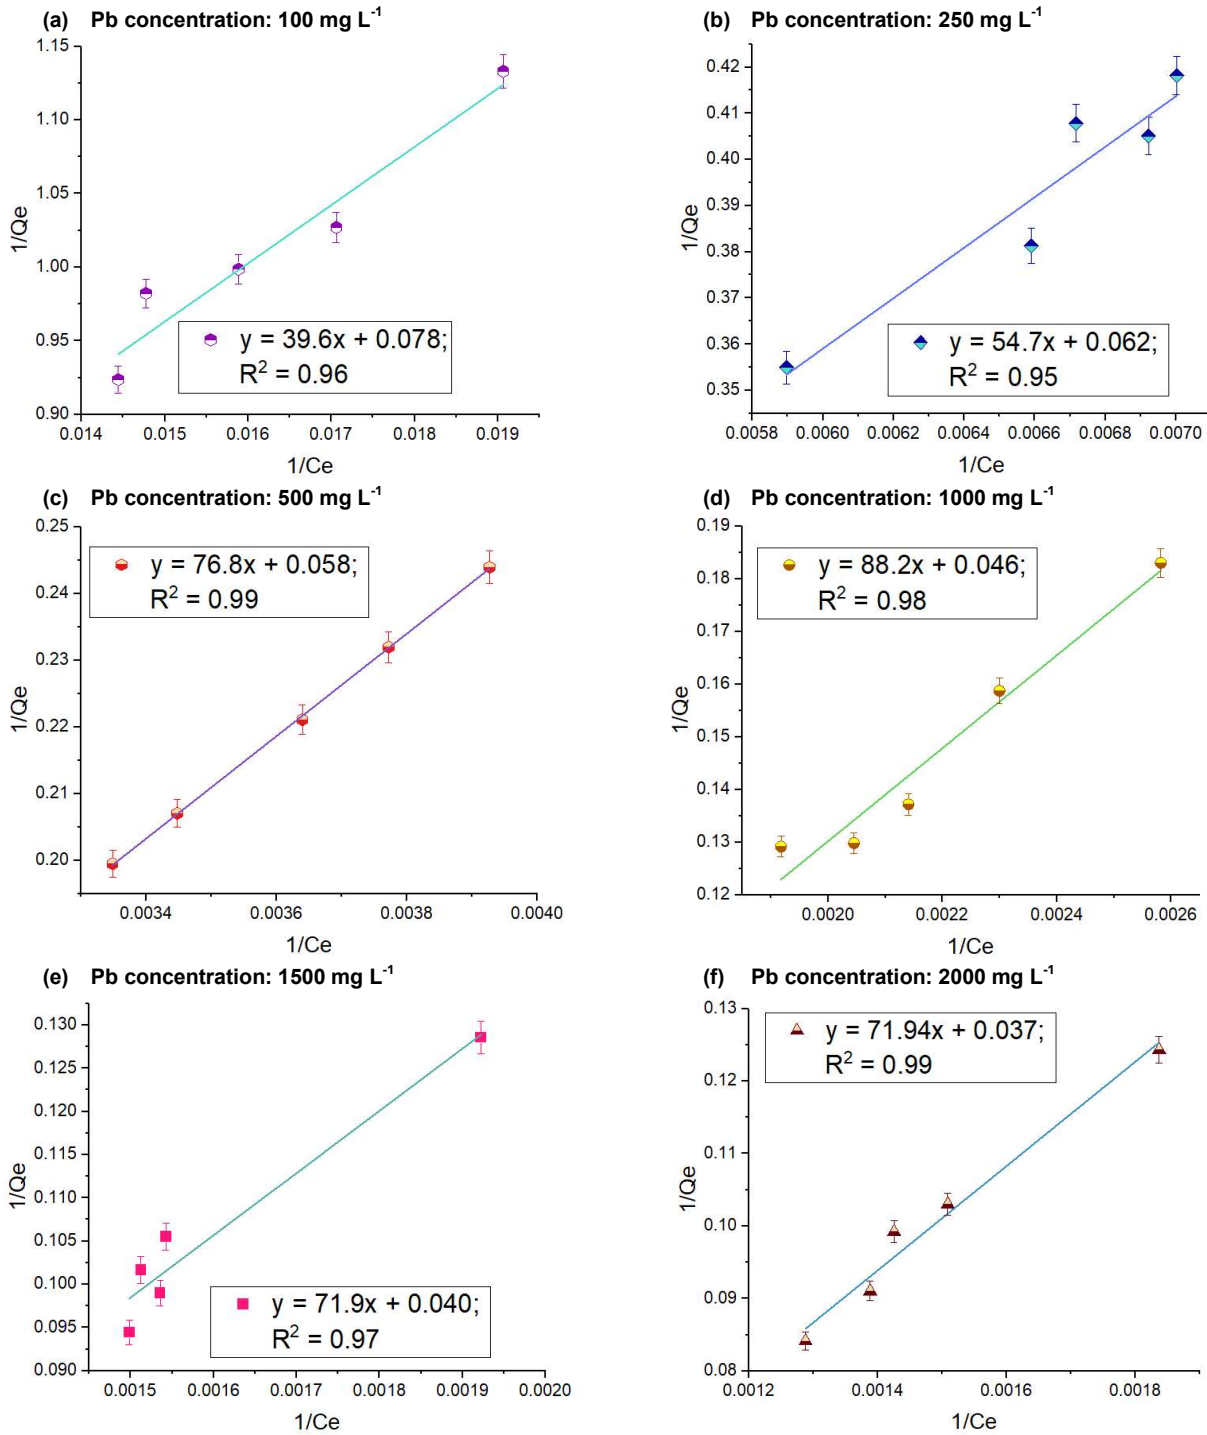 (a) Pb concentration: 100 mg L⁻¹
1.15
1.10
1.05
1.00
0.95
0.90
1/Qe
y = 39.6x + 0.078;
R² = 0.96
0.014 0.015 0.016 0.017 0.018 0.019
1/Ce
(b) Pb concentration: 250 mg L⁻¹
0.42
0.41
0.40
0.39
0.38
0.37
0.36
0.35
1/Qe
y = 54.7x + 0.062;
R² = 0.95
0.0058 0.0060 0.0062 0.0064 0.0066 0.0068 0.0070
1/Ce
(c) Pb concentration: 500 mg L⁻¹
0.25
0.24
0.23
0.22
0.21
0.20
1/Qe
y = 76.8x + 0.058;
R² = 0.99
0.0034 0.0036 0.0038 0.0040
1/Ce
(d) Pb concentration: 1000 mg L⁻¹
0.19
0.18
0.17
0.16
0.15
0.14
0.13
0.12
1/Qe
y = 88.2x + 0.046;
R² = 0.98
0.0020 0.0022 0.0024 0.0026
1/Ce
(e) Pb concentration: 1500 mg L⁻¹
0.130
0.125
0.120
0.115
0.110
0.105
0.100
0.095
0.090
1/Qe
y = 71.9x + 0.040;
R² = 0.97
0.0015 0.0016 0.0017 0.0018 0.0019 0.0020
1/Ce
(f) Pb concentration: 2000 mg L⁻¹
0.13
0.12
0.11
0.10
0.09
0.08
1/Qe
y = 71.94x + 0.037;
R² = 0.99
0.0012 0.0014 0.0016 0.0018
1/Ce